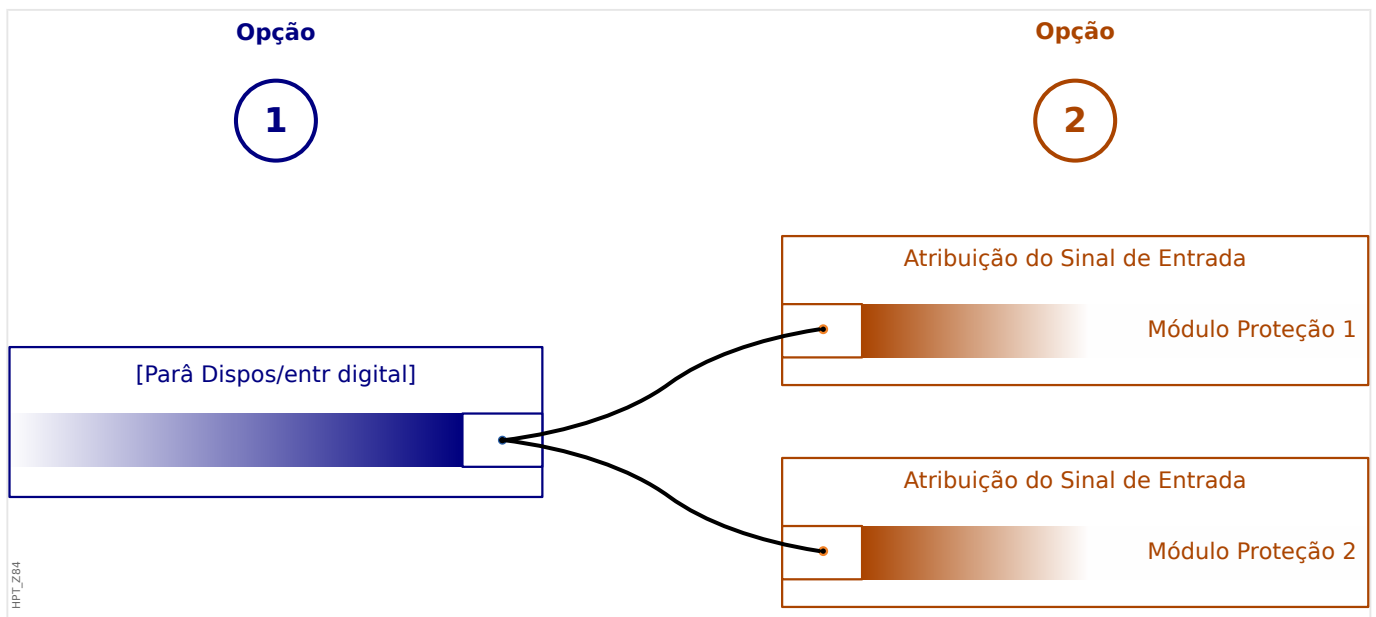 Opção
1
Opção
2
[Parâ Dispos/entr digital]
Atribuição do Sinal de Entrada
Módulo Proteção 1
Atribuição do Sinal de Entrada
Módulo Proteção 2
HPT_Z84